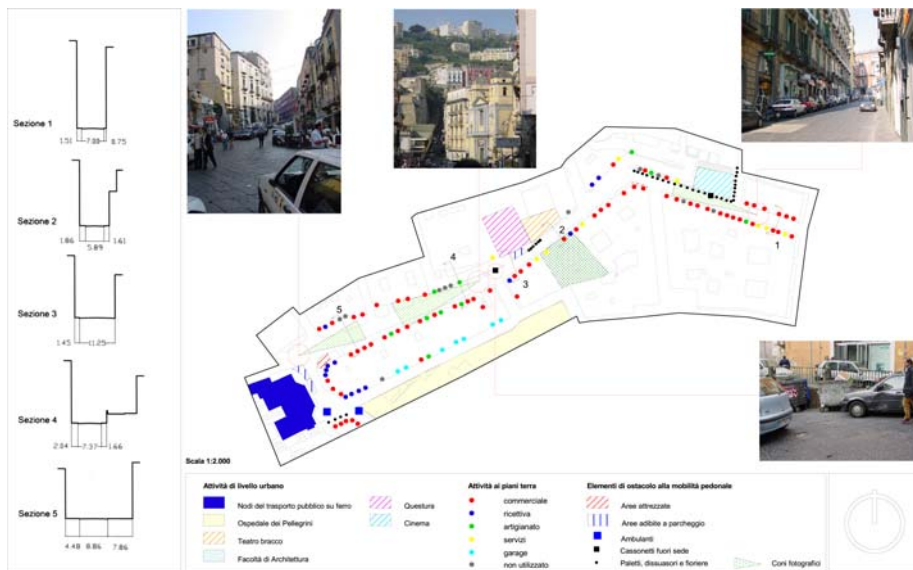 Sezione 1
1.51 7.00 0.75
Sezione 2
1.86 5.89 1.61
Sezione 3
1.45 11.25
Sezione 4
2.04 7.37 1.66
Sezione 5
4.48 8.86 7.86
1
2
3
4
5
Scala 1:2.000
Attività di livello urbano
Nodi del trasporto pubblico su ferro
Ospedale dei Pellegrini
Teatro bracco
Facoltà di Architettura
Questura
Cinema
Attività ai piani terra
commerciale
ricettiva
artigianato
servizi
garage
non utilizzato
Elementi di ostacolo alla mobilità pedonale
Aree attrezzate
Aree adibite a parcheggio
Ambulanti
Cassonetti fuori sede
Paletti, dissuasori e fioriere
Coni fotografici